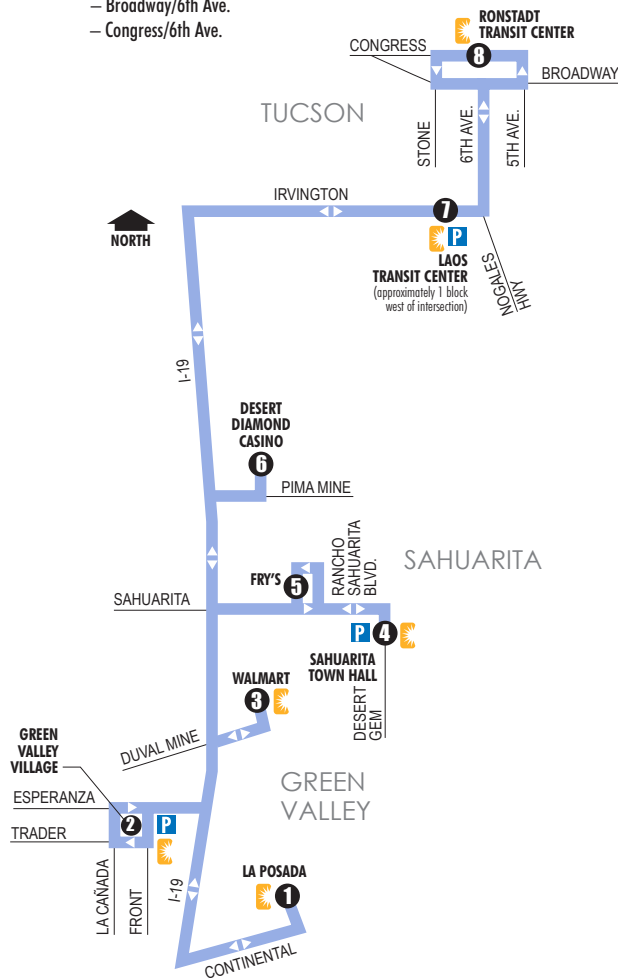 – Broadway/6th Ave.
– Congress/6th Ave.
RONSTADT
TRANSIT CENTER
CONGRESS
8
BROADWAY
TUCSON
STONE
6TH AVE.
5TH AVE.
IRVINGTON
7
P
NORTH
LAOS
TRANSIT CENTER
(approximately 1 block
west of intersection)
NOGALES
HWY
I-19
DESERT
DIAMOND
CASINO
6
PIMA MINE
RANCHO
SAHUARITA
BLVD.
SAHUARITA
FRY'S
5
SAHUARITA
P
4
SAHUARITA
TOWN HALL
WALMART
3
DESERT
GEM
GREEN
VALLEY
VILLAGE
DUVAL MINE
GREEN
VALLEY
ESPERANZA
2
P
TRADER
LA CAÑADA
FRONT
I-19
LA POSADA
1
CONTINENTAL